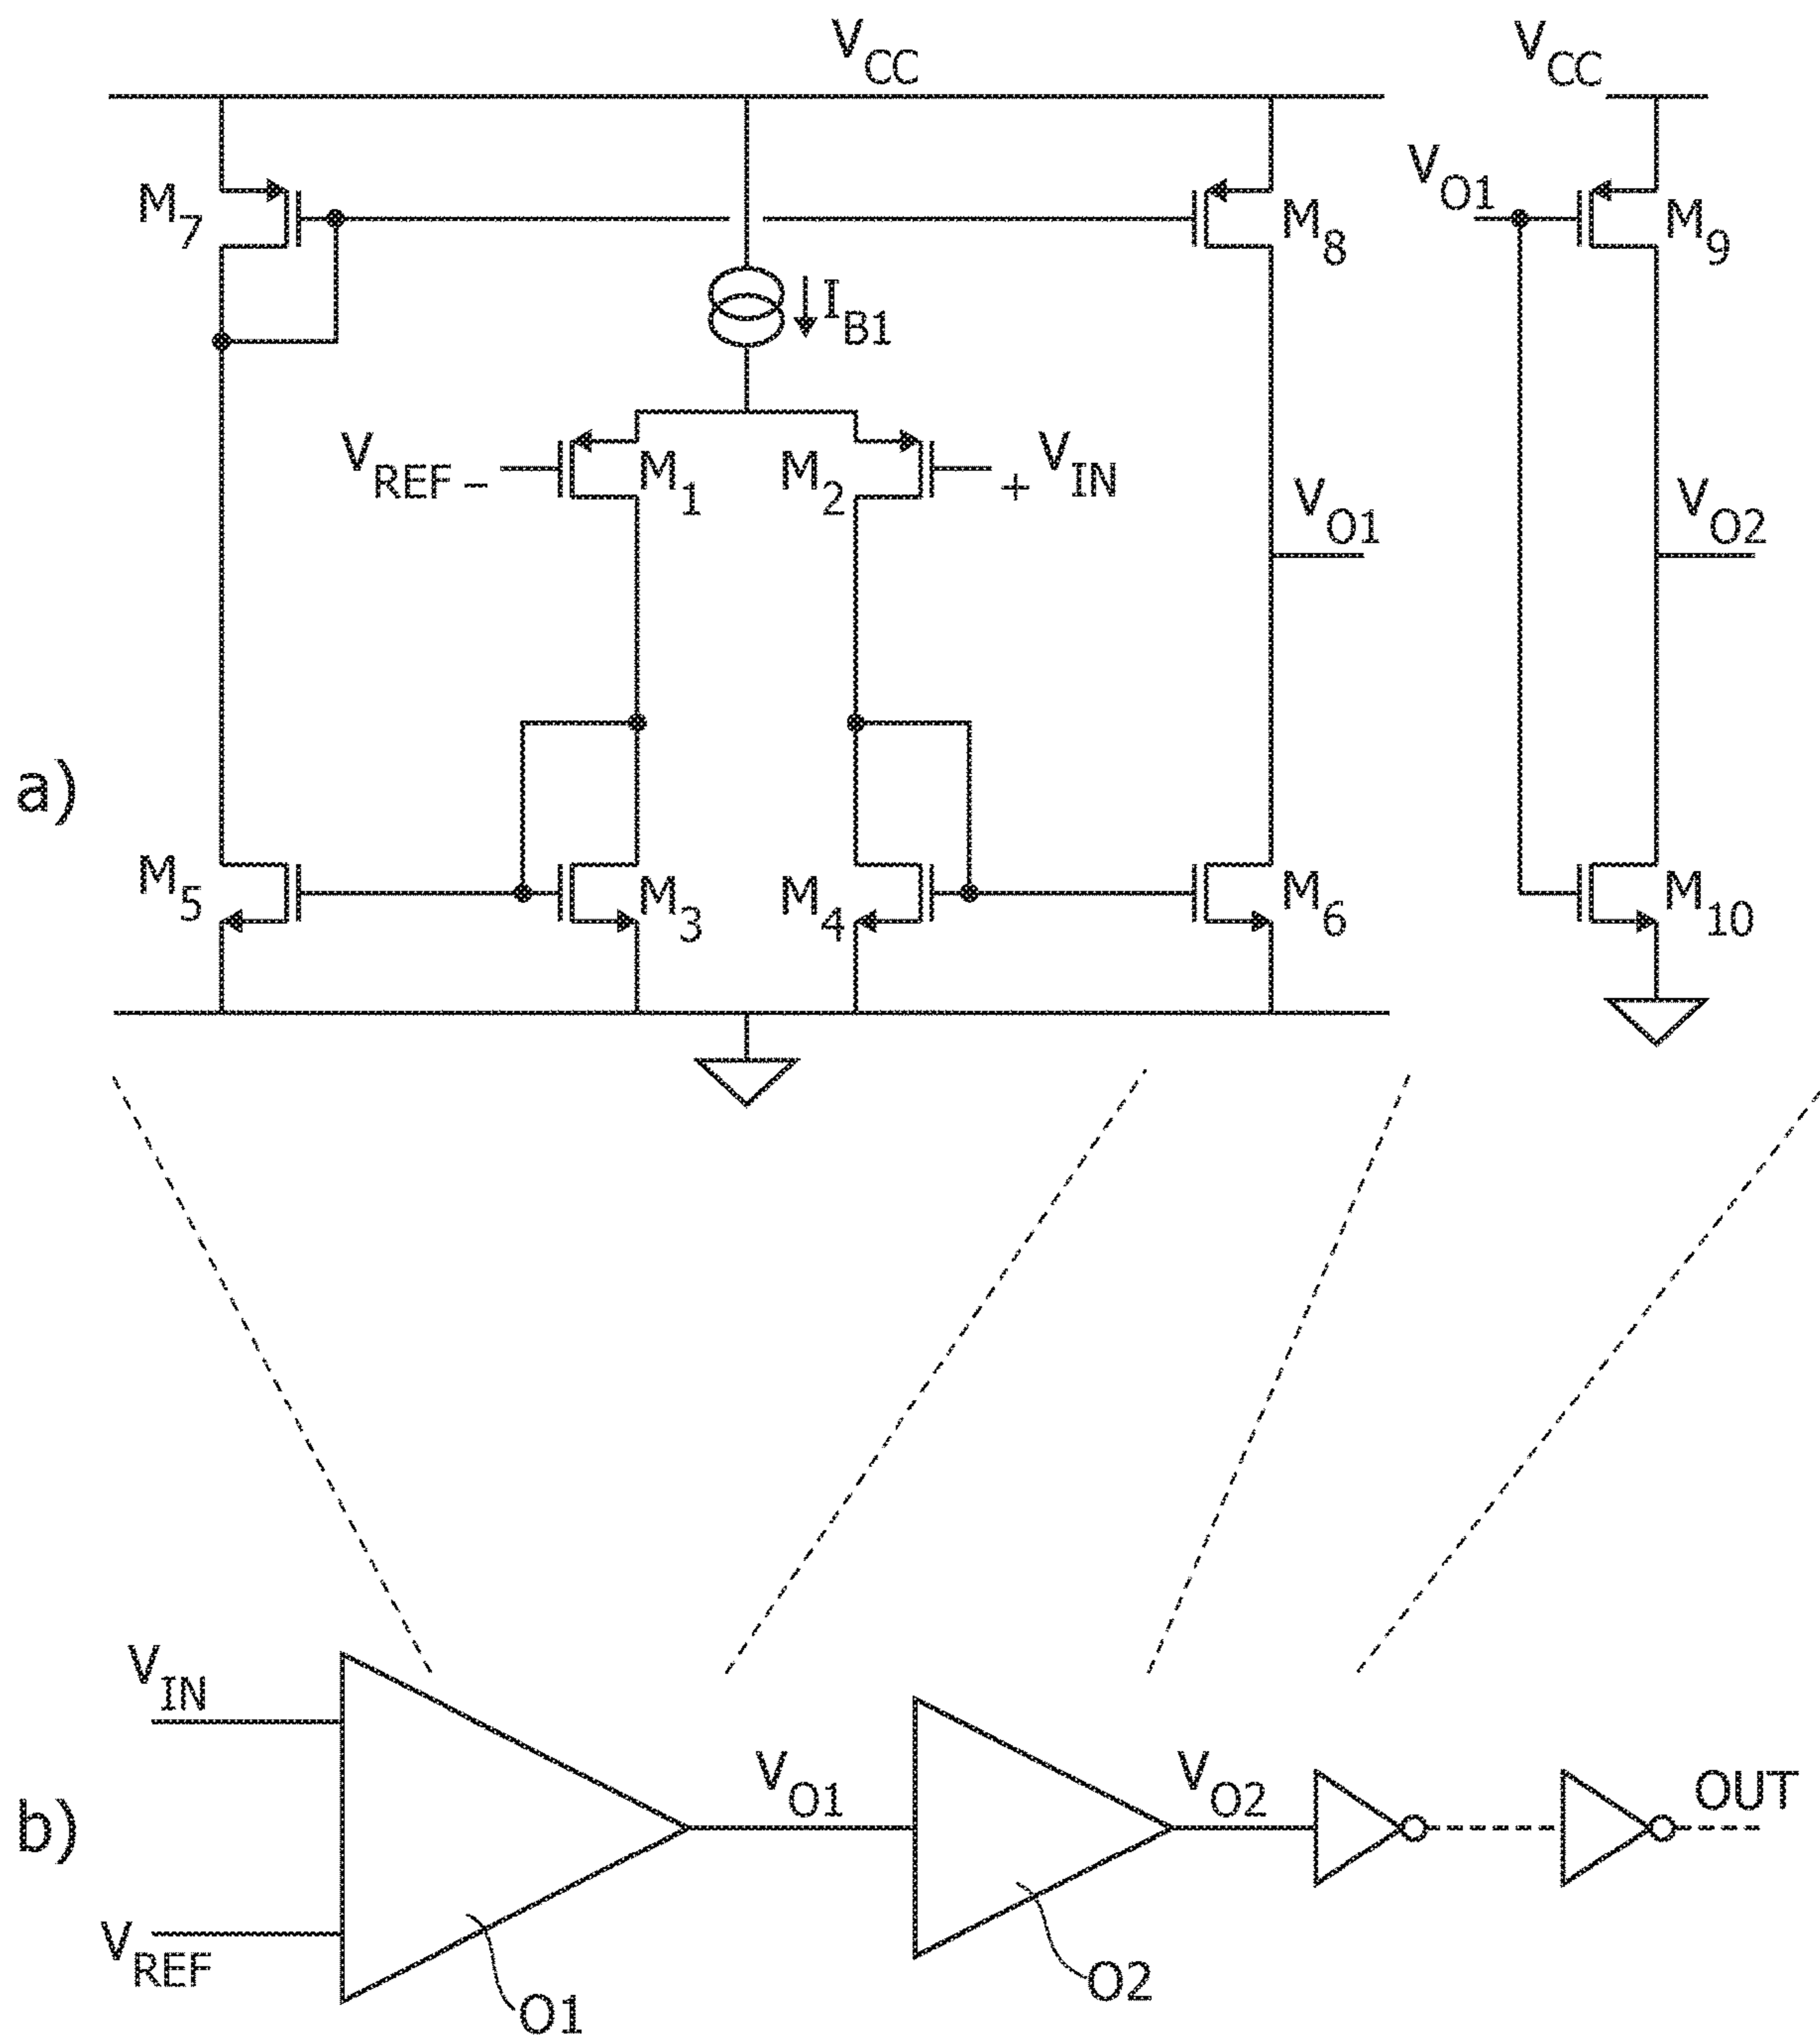 VCC VCC
M7 M8 VO1 M9
IB1
VREF - M1 M2 + VIN
VO1 VO2
a)
M5 M3 M4 M6 M10
VIN
VO1 VO2 OUT
b)
VREF
O1 O2